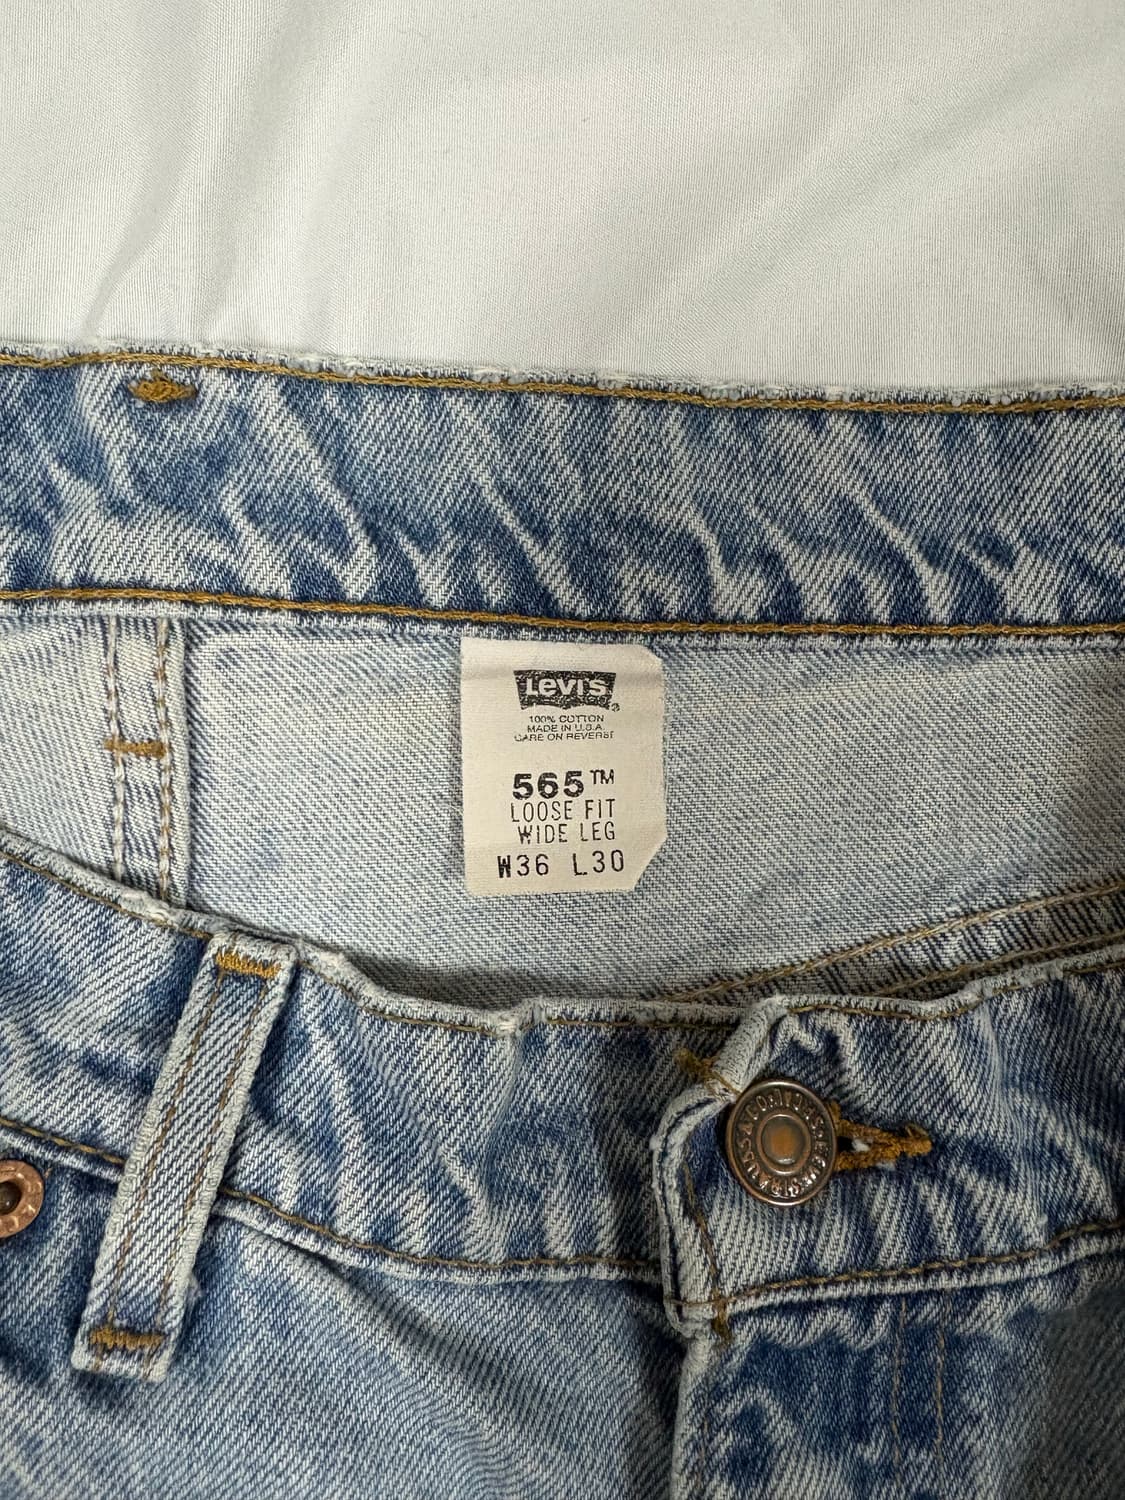 LEVI'S ®
100% COTTON
MADE IN U.S.A.
CARE ON REVERSE
565™
LOOSE FIT
WIDE LEG
W36 L30